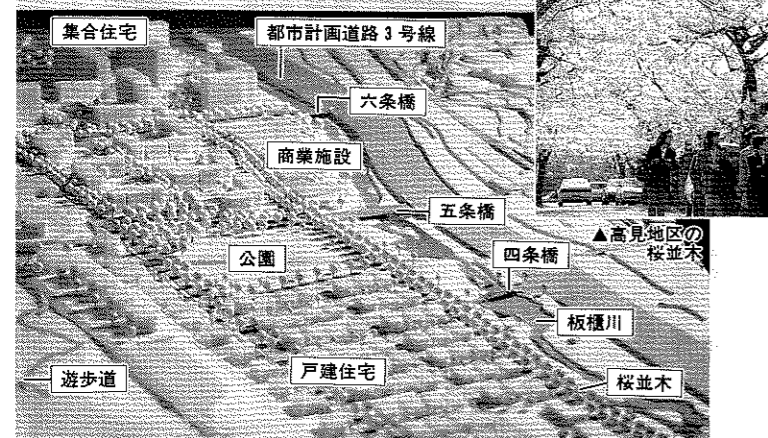 集合住宅
都市計画道路3号線
六条橋
商業施設
五条橋
▲高見地区の
桜並木
公園
四条橋
板櫃川
戸建住宅
遊歩道
桜並木